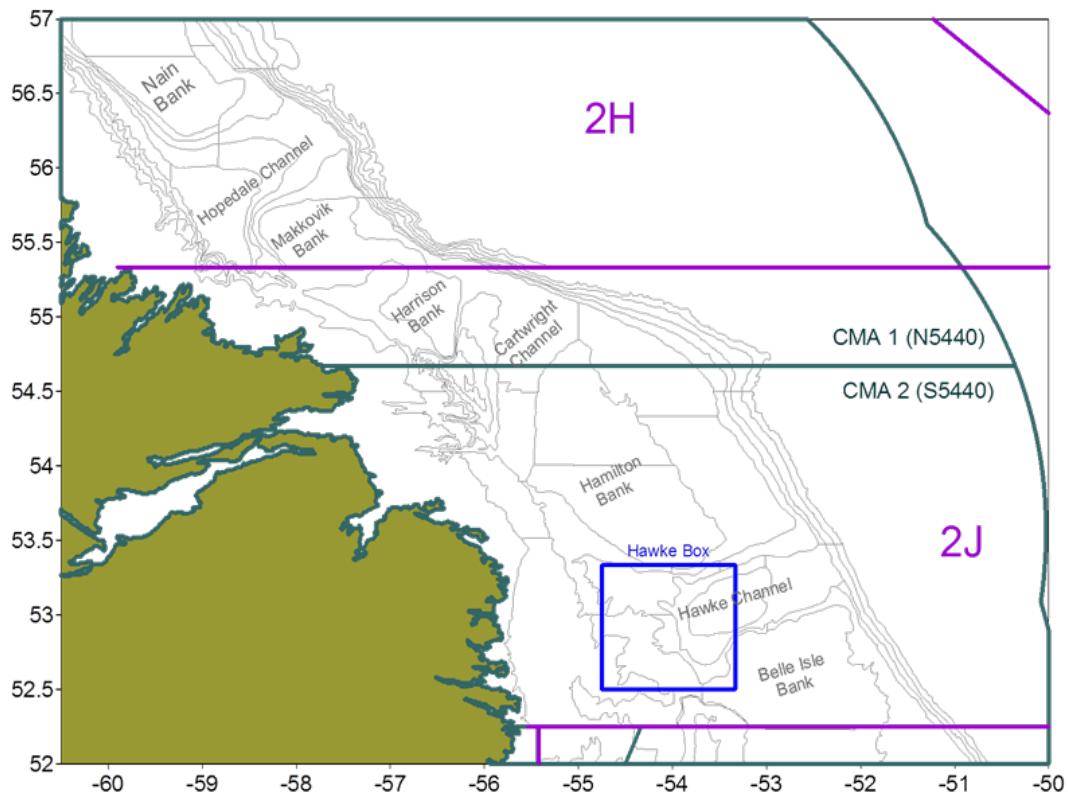 57
56.5
56
55.5
55
54.5
54
53.5
53
52.5
52
Nain
Bank
2H
Hopedale Channel
Makkovik
Bank
Harrison
Bank
Cartwright
Channel
CMA 1 (N5440)
CMA 2 (S5440)
Hamilton
Bank
2J
Hawke Box
Hawke Channel
Belle Isle
Bank
-60 -59 -58 -57 -56 -55 -54 -53 -52 -51 -50